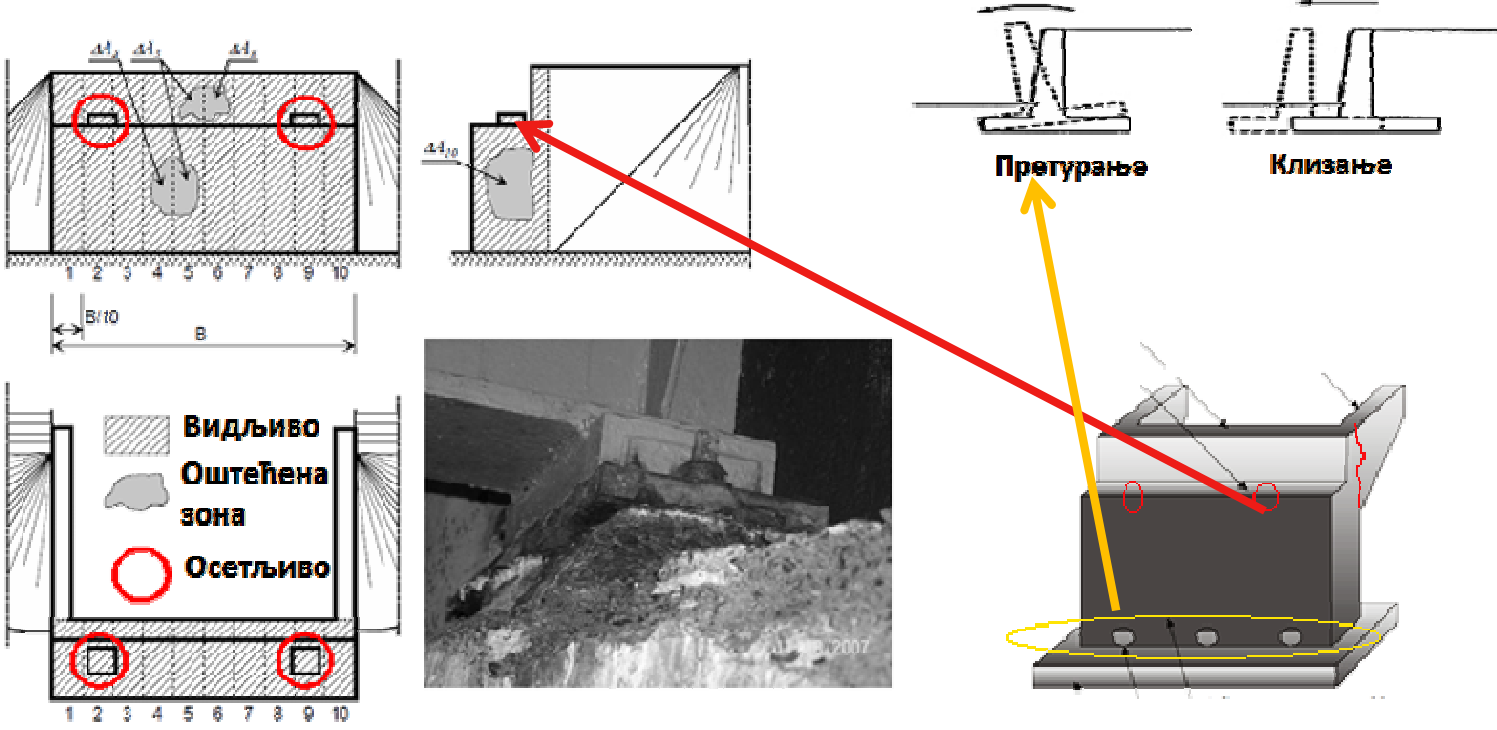 Претурање
Клизање
1 2 3 4 5 6 7 8 9 10
B/10
B
Видљиво
Оштећена
зона
Осетљиво
2007
1 2 3 4 5 6 7 8 9 10